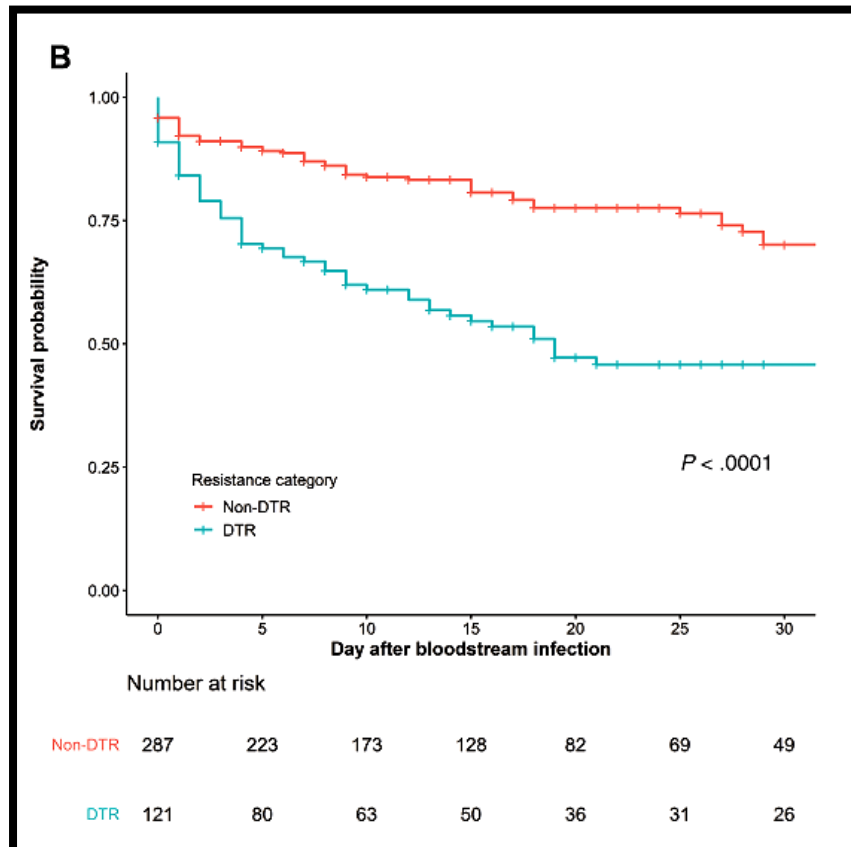 B
1.00
0.75
0.50
0.25
0.00
Survival probability
Resistance category
Non-DTR
DTR
P < .0001
0 5 10 15 20 25 30
Day after bloodstream infection
Number at risk
Non-DTR 287 223 173 128 82 69 49
DTR 121 80 63 50 36 31 26